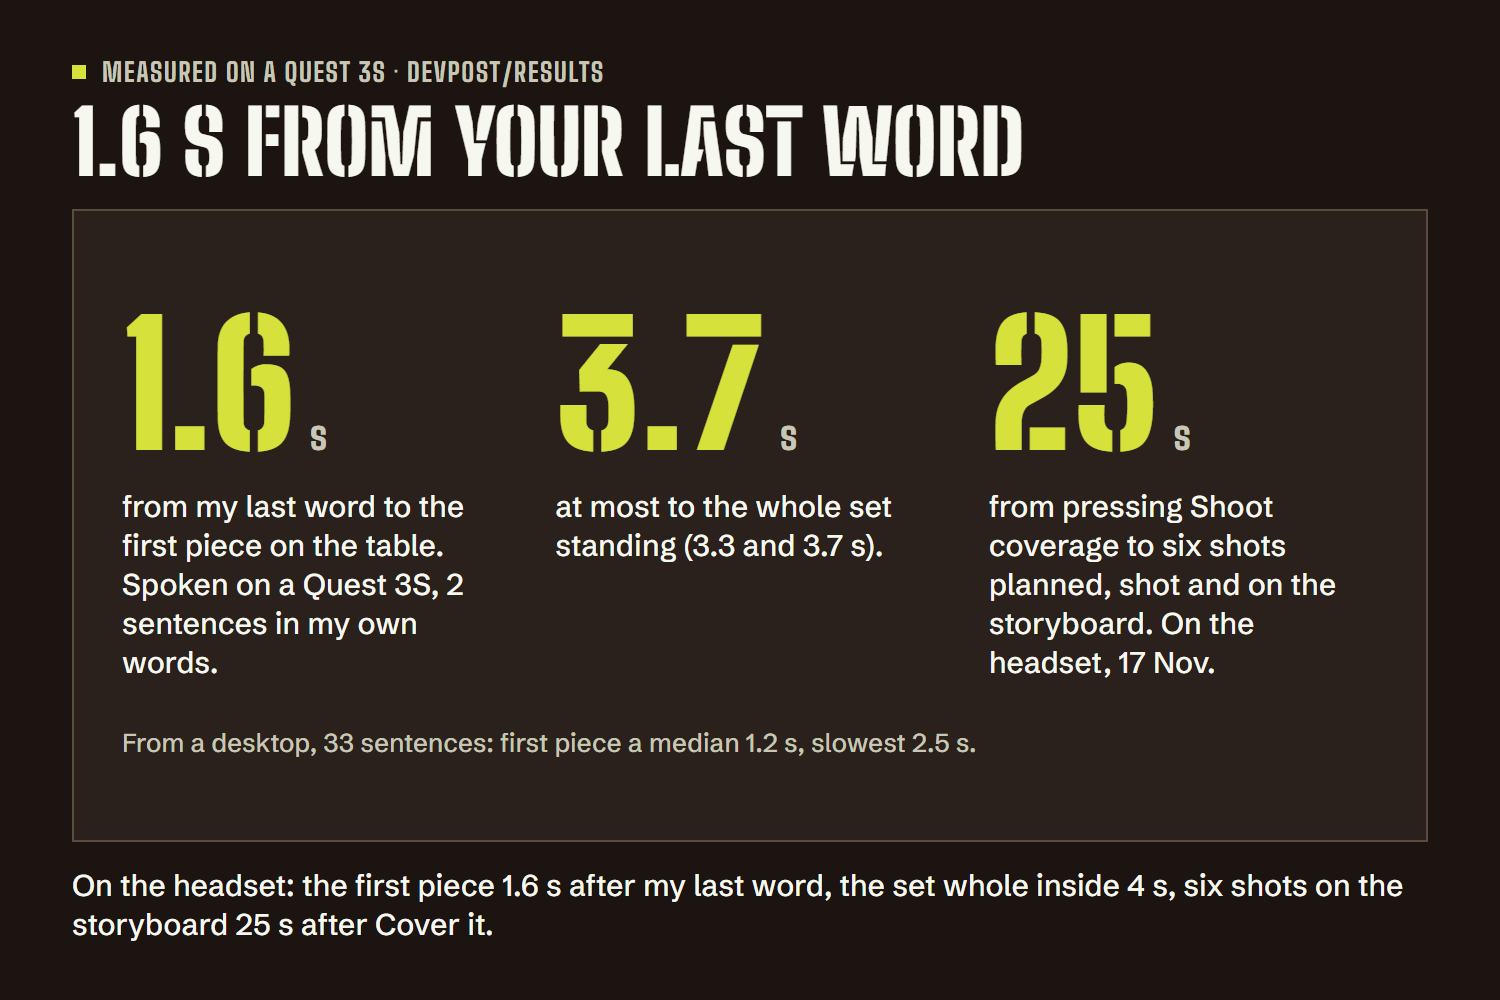 MEASURED ON A QUEST 3S · DEVPOST/RESULTS
1.6 S FROM YOUR LAST WORD
1.6 s
from my last word to the
first piece on the table.
Spoken on a Quest 3S, 2
sentences in my own
words.
3.7 s
at most to the whole set
standing (3.3 and 3.7 s).
25 s
from pressing Shoot
coverage to six shots
planned, shot and on the
storyboard. On the
headset, 17 Nov.
From a desktop, 33 sentences: first piece a median 1.2 s, slowest 2.5 s.
On the headset: the first piece 1.6 s after my last word, the set whole inside 4 s, six shots on the
storyboard 25 s after Cover it.